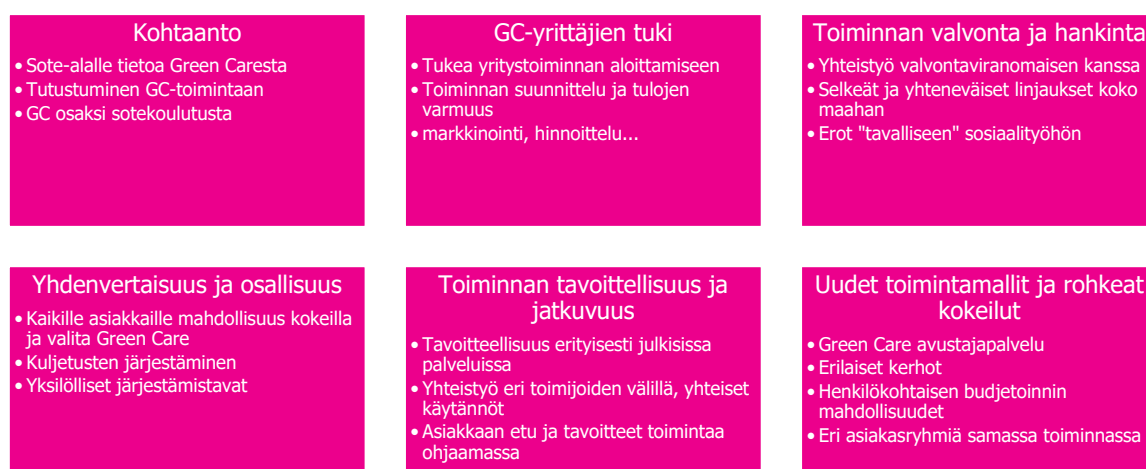 Kohtaanto
• Sote-alalle tietoa Green Caresta
• Tutustuminen GC-toimintaan
• GC osaksi sotekoulutusta
GC-yrittäjien tuki
• Tukea yritystoiminnan aloittamiseen
• Toiminnan suunnittelu ja tulojen
varmuus
• markkinointi, hinnoittelu...
Toiminnan valvonta ja hankinta
• Yhteistyö valvontaviranomaisen kanssa
• Selkeät ja yhteneväiset linjaukset koko
maahan
• Erot "tavalliseen" sosiaalityöhön
Yhdenvertaisuus ja osallisuus
• Kaikille asiakkaille mahdollisuus kokeilla
ja valita Green Care
• Kuljetusten järjestäminen
• Yksilölliset järjestämistavat
Toiminnan tavoittellisuus ja
jatkuvuus
• Tavoitteellisuus erityisesti julkisissa
palveluissa
• Yhteistyö eri toimijoiden välillä, yhteiset
käytännöt
• Asiakkaan etu ja tavoitteet toimintaa
ohjaamassa
Uudet toimintamallit ja rohkeat
kokeilut
• Green Care avustajapalvelu
• Erilaiset kerhot
• Henkilökohtaisen budjetoinnin
mahdollisuudet
• Eri asiakasryhmiä samassa toiminnassa